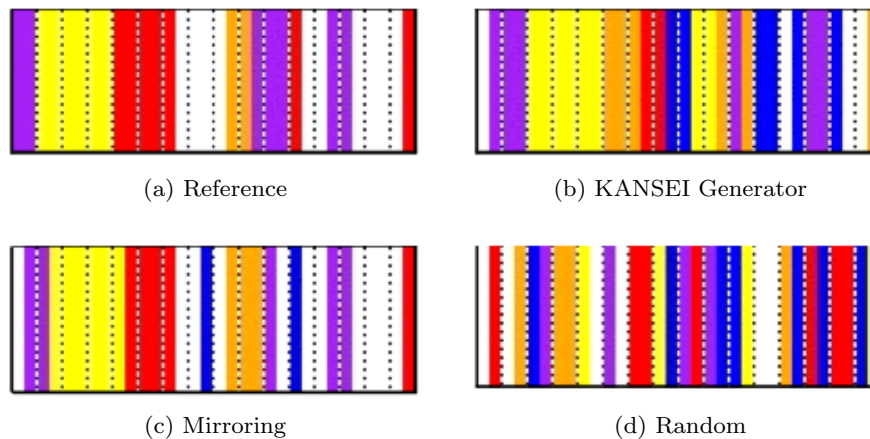 (a) Reference
(b) KANSEI Generator
(c) Mirroring
(d) Random